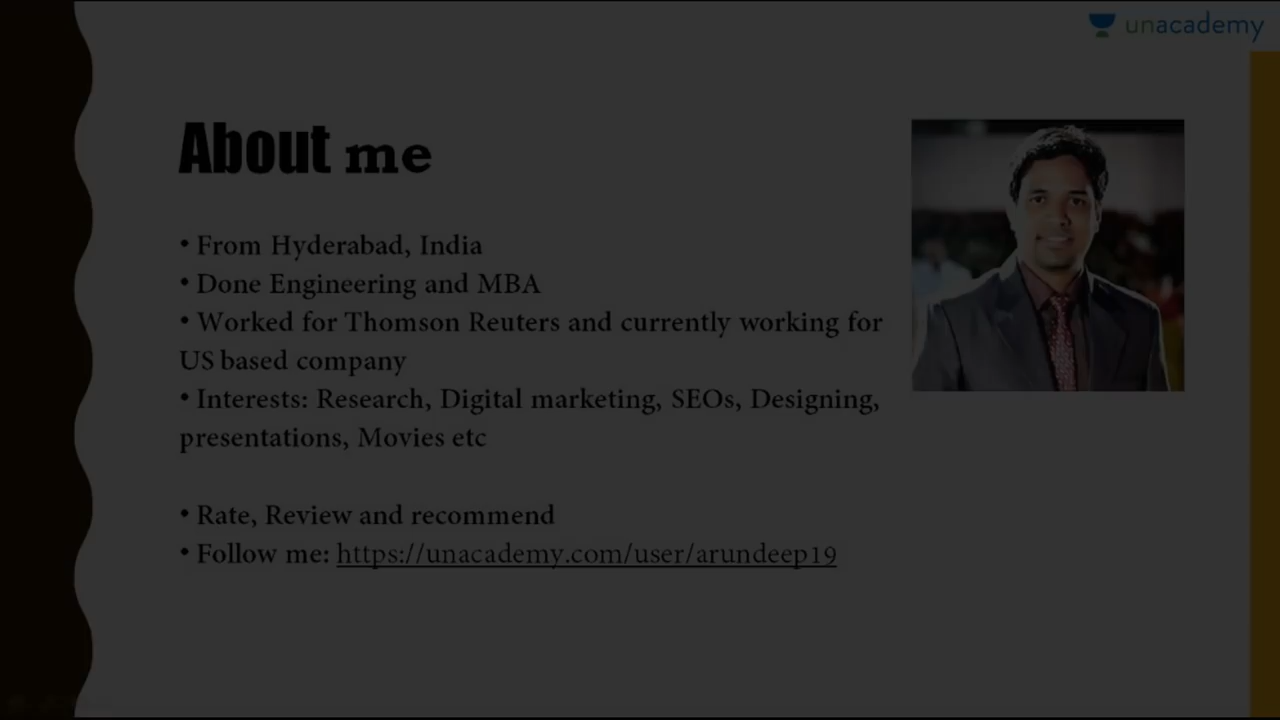 unacademy
About me
• From Hyderabad, India
• Done Engineering and MBA
• Worked for Thomson Reuters and currently working for
US based company
• Interests: Research, Digital marketing, SEOs, Designing,
presentations, Movies etc
• Rate, Review and recommend
• Follow me: https://unacademy.com/user/arundeep19